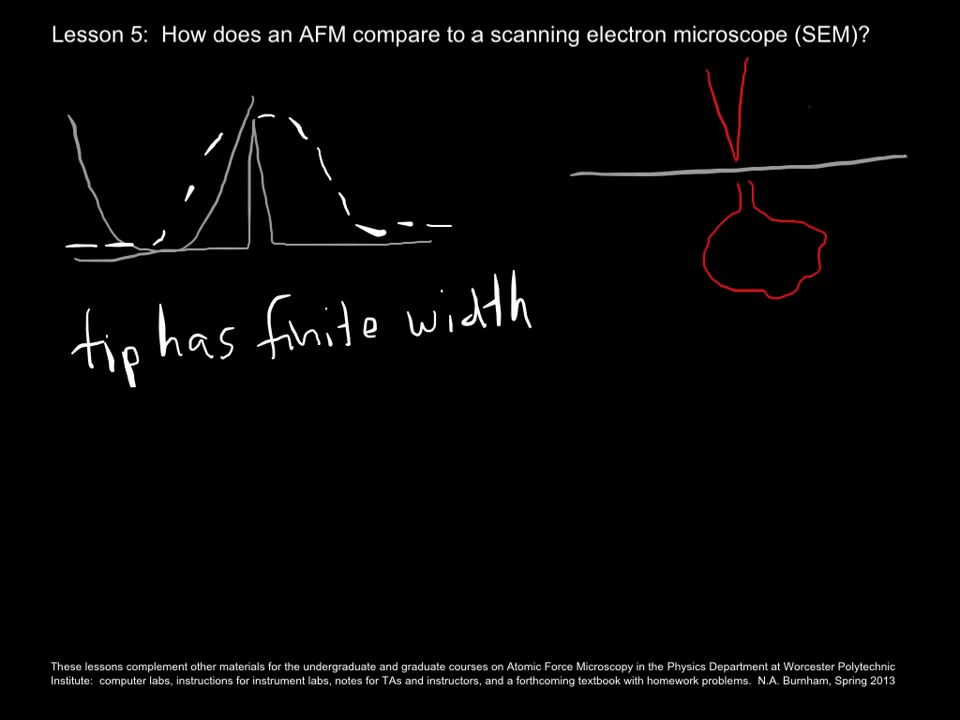 Lesson 5:  How does an AFM compare to a scanning electron microscope (SEM)?
tip has finite width
These lessons complement other materials for the undergraduate and graduate courses on Atomic Force Microscopy in the Physics Department at Worcester Polytechnic
Institute:  computer labs, instructions for instrument labs, notes for TAs and instructors, and a forthcoming textbook with homework problems.  N.A. Burnham, Spring 2013